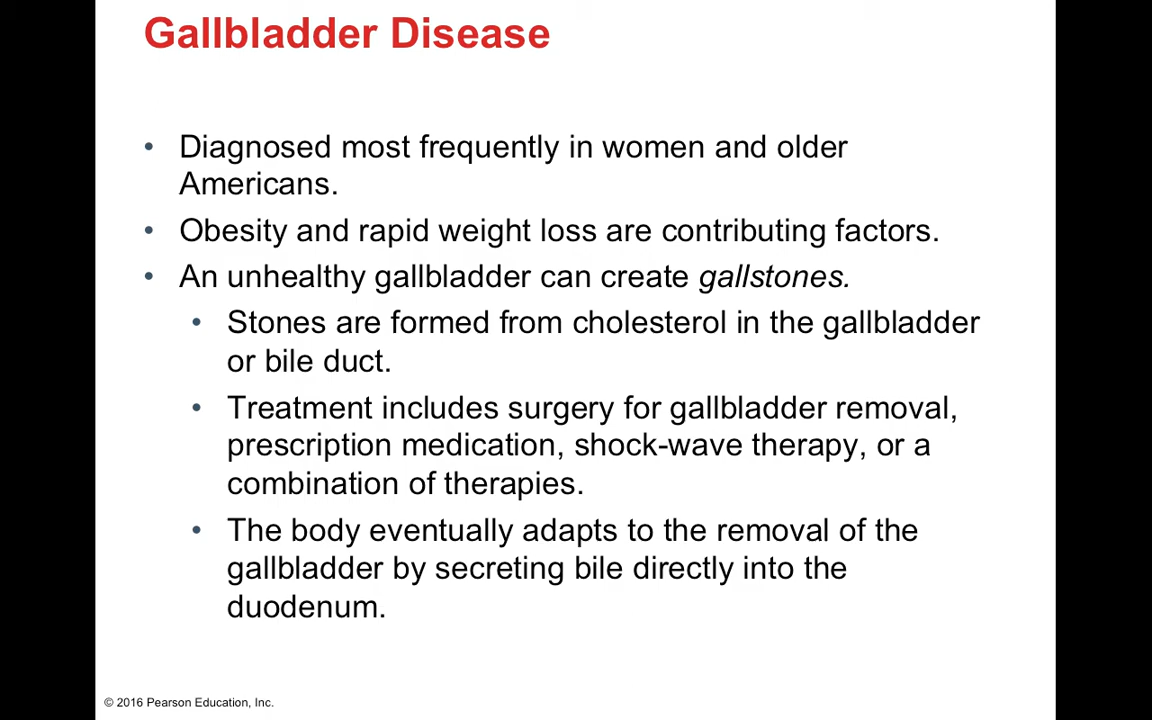 Gallbladder Disease
• Diagnosed most frequently in women and older
Americans.
• Obesity and rapid weight loss are contributing factors.
• An unhealthy gallbladder can create gallstones.
• Stones are formed from cholesterol in the gallbladder
or bile duct.
• Treatment includes surgery for gallbladder removal,
prescription medication, shock-wave therapy, or a
combination of therapies.
• The body eventually adapts to the removal of the
gallbladder by secreting bile directly into the
duodenum.
© 2016 Pearson Education, Inc.